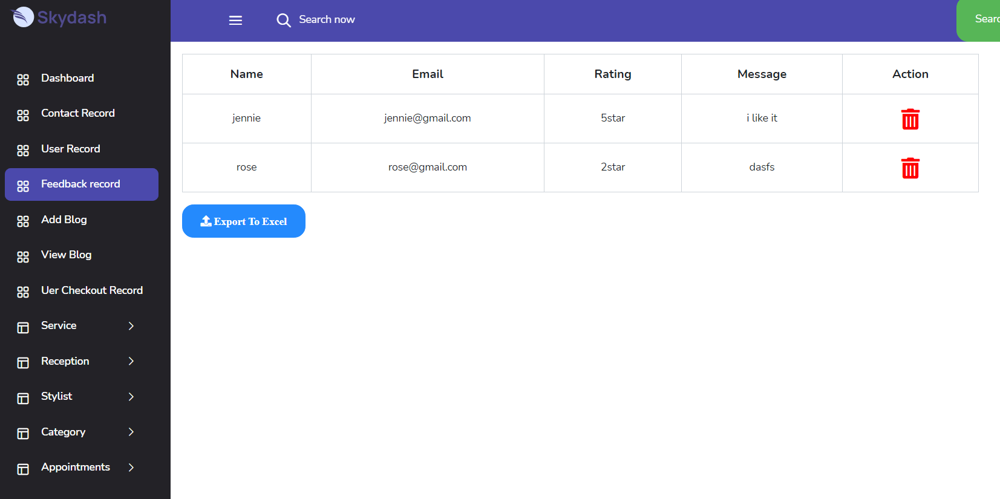 Skydash
Search now
Dashboard
Contact Record
User Record
Feedback record
Add Blog
View Blog
Uer Checkout Record
Service
Reception
Stylist
Category
Appointments
Name Email Rating Message Action
jennie jennie@gmail.com 5star i like it
rose rose@gmail.com 2star dasfs
Export To Excel